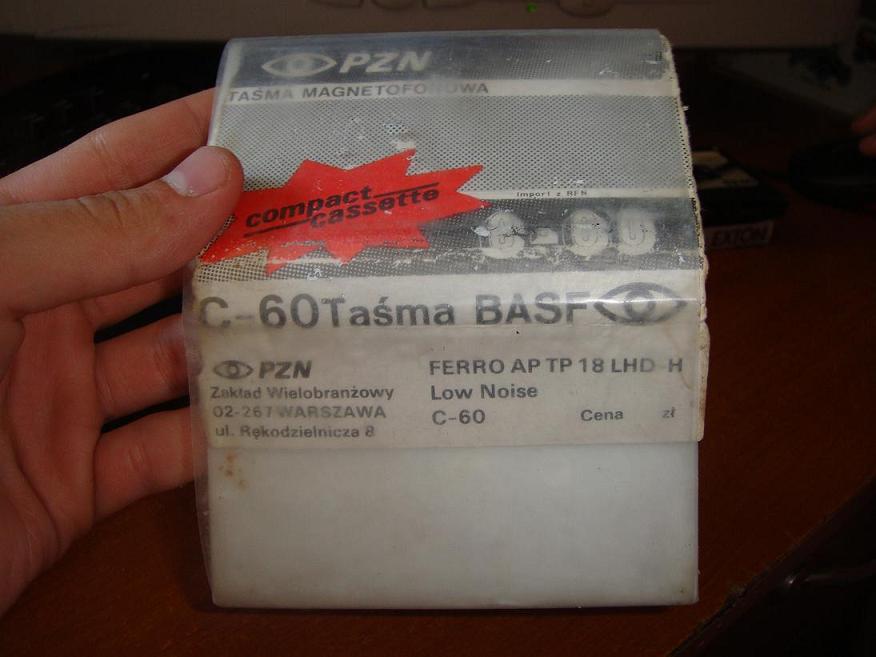 PZN
TAŚMA MAGNETOFONOWA
compact
cassette
Import z RFN
C-60
C-60 Taśma BASF
PZN
Zakład Wielobranżowy
02-267 WARSZAWA
ul. Rękodzielnicza 8
FERRO AP TP 18 LHD-H
Low Noise
C-60 Cena zł
EXTON